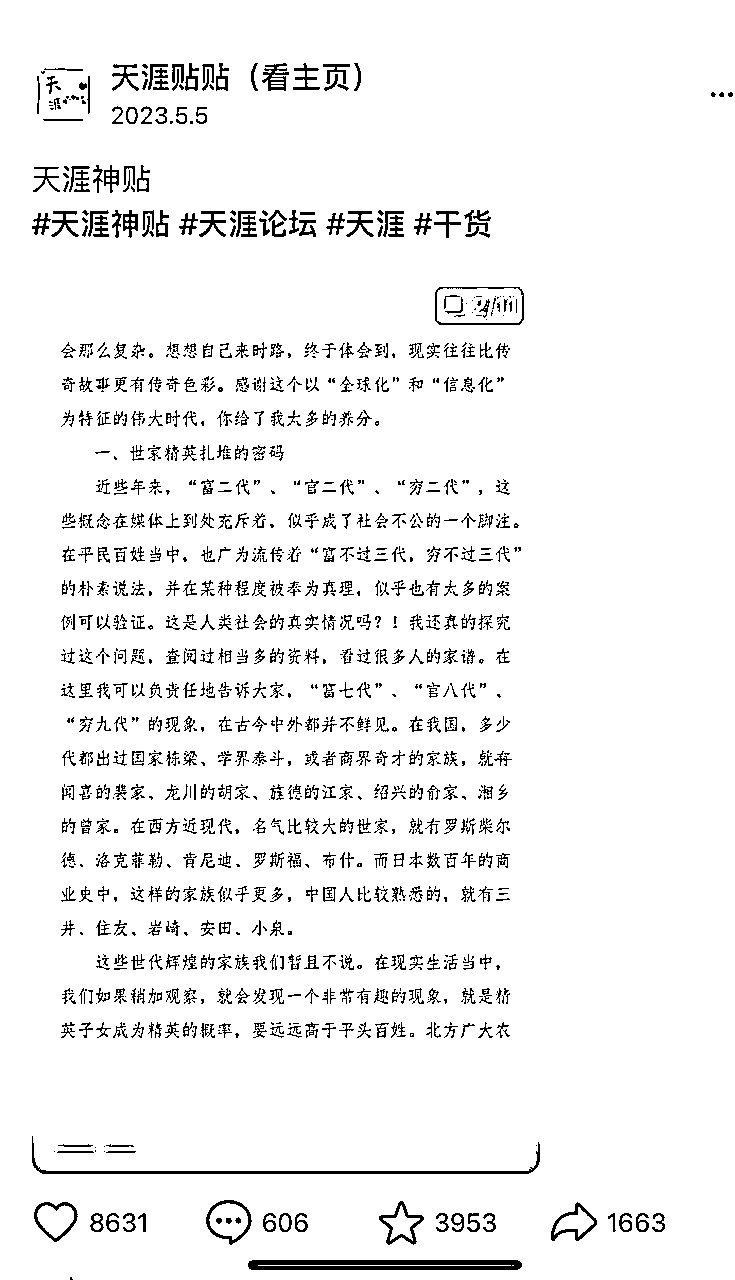 天涯贴贴（看主页）
2023.5.5
天涯神贴
#天涯神贴 #天涯论坛 #天涯 #干货
会那么复杂。想想自己来时路，终于体会到，现实往往比传
奇故事更有传奇色彩。感谢这个以“全球化”和“信息化”
为特征的伟大时代，你给了我太多的养分。
一、世家精英扎堆的密码
近些年来，“富二代”、“官二代”、“穷二代”，这
些概念在媒体上到处充斥着，似乎成了社会不公的一个脚注。
在平民百姓当中，也广为流传着“富不过三代，穷不过三代”
的朴素说法，并在某种程度被奉为真理，似乎也有太多的案
例可以验证。这是人类社会的真实情况吗？！我还真的探究
过这个问题，查阅过相当多的资料，看过很多人的家谱。在
这里我可以负责任地告诉大家，“富七代”、“官八代”、
“穷九代”的现象，在古今中外都并不鲜见。在我国，多少
代都出过国家栋梁、学界泰斗，或者商界奇才的家族，就有
闻喜的裴家、龙川的胡家、旌德的江家、绍兴的俞家、湘乡
的曾家。在西方近现代，名气比较大的世家，就有罗斯柴尔
德、洛克菲勒、肯尼迪、罗斯福、布什。而日本数百年的商
业史中，这样的家族似乎更多，中国人比较熟悉的，就有三
井、住友、岩崎、安田、小泉。
这些世代辉煌的家族我们暂且不说。在现实生活当中，
我们如果稍加观察，就会发现一个非常有趣的现象，就是精
英子女成为精英的概率，要远远高于平头百姓。北方广大农
8631
606
3953
1663